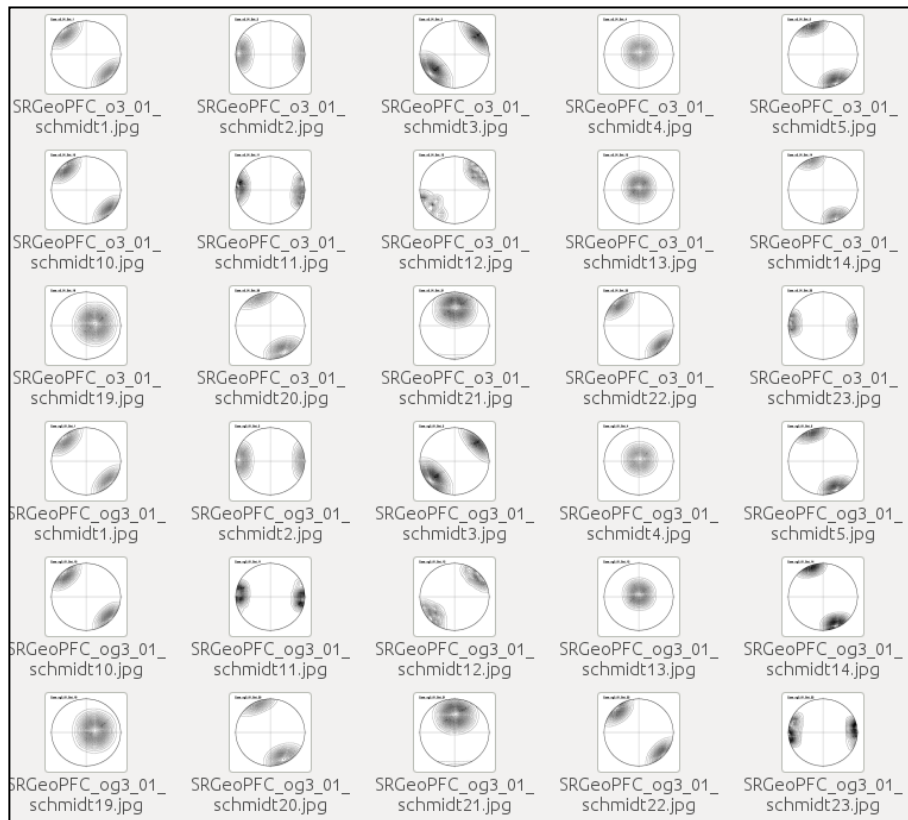 SRGeoPFC_o3_01_ SRGeoPFC_o3_01_ SRGeoPFC_o3_01_ SRGeoPFC_o3_01_ SRGeoPFC_o3_01_
schmidt1.jpg schmidt2.jpg schmidt3.jpg schmidt4.jpg schmidt5.jpg
SRGeoPFC_o3_01_ SRGeoPFC_o3_01_ SRGeoPFC_o3_01_ SRGeoPFC_o3_01_ SRGeoPFC_o3_01_
schmidt10.jpg schmidt11.jpg schmidt12.jpg schmidt13.jpg schmidt14.jpg
SRGeoPFC_o3_01_ SRGeoPFC_o3_01_ SRGeoPFC_o3_01_ SRGeoPFC_o3_01_ SRGeoPFC_o3_01_
schmidt19.jpg schmidt20.jpg schmidt21.jpg schmidt22.jpg schmidt23.jpg
SRGeoPFC_og3_01_ SRGeoPFC_og3_01_ SRGeoPFC_og3_01_ SRGeoPFC_og3_01_ SRGeoPFC_og3_01_
schmidt1.jpg schmidt2.jpg schmidt3.jpg schmidt4.jpg schmidt5.jpg
SRGeoPFC_og3_01_ SRGeoPFC_og3_01_ SRGeoPFC_og3_01_ SRGeoPFC_og3_01_ SRGeoPFC_og3_01_
schmidt10.jpg schmidt11.jpg schmidt12.jpg schmidt13.jpg schmidt14.jpg
SRGeoPFC_og3_01_ SRGeoPFC_og3_01_ SRGeoPFC_og3_01_ SRGeoPFC_og3_01_ SRGeoPFC_og3_01_
schmidt19.jpg schmidt20.jpg schmidt21.jpg schmidt22.jpg schmidt23.jpg